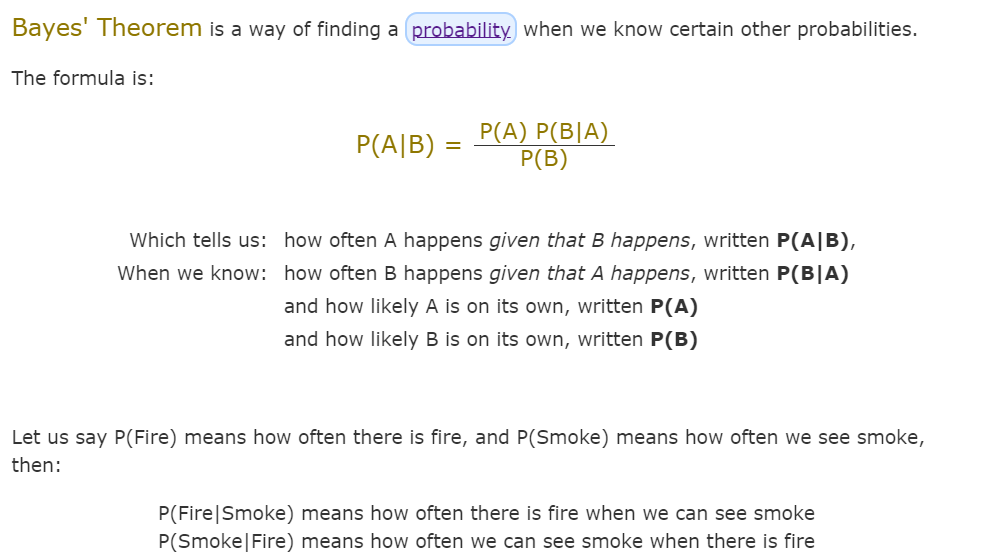 Bayes' Theorem is a way of finding a probability when we know certain other probabilities.
The formula is:
P(A|B) = P(A) P(B|A)
P(B)
Which tells us: how often A happens given that B happens, written P(A|B),
When we know: how often B happens given that A happens, written P(B|A)
and how likely A is on its own, written P(A)
and how likely B is on its own, written P(B)
Let us say P(Fire) means how often there is fire, and P(Smoke) means how often we see smoke,
then:
P(Fire|Smoke) means how often there is fire when we can see smoke
P(Smoke|Fire) means how often we can see smoke when there is fire